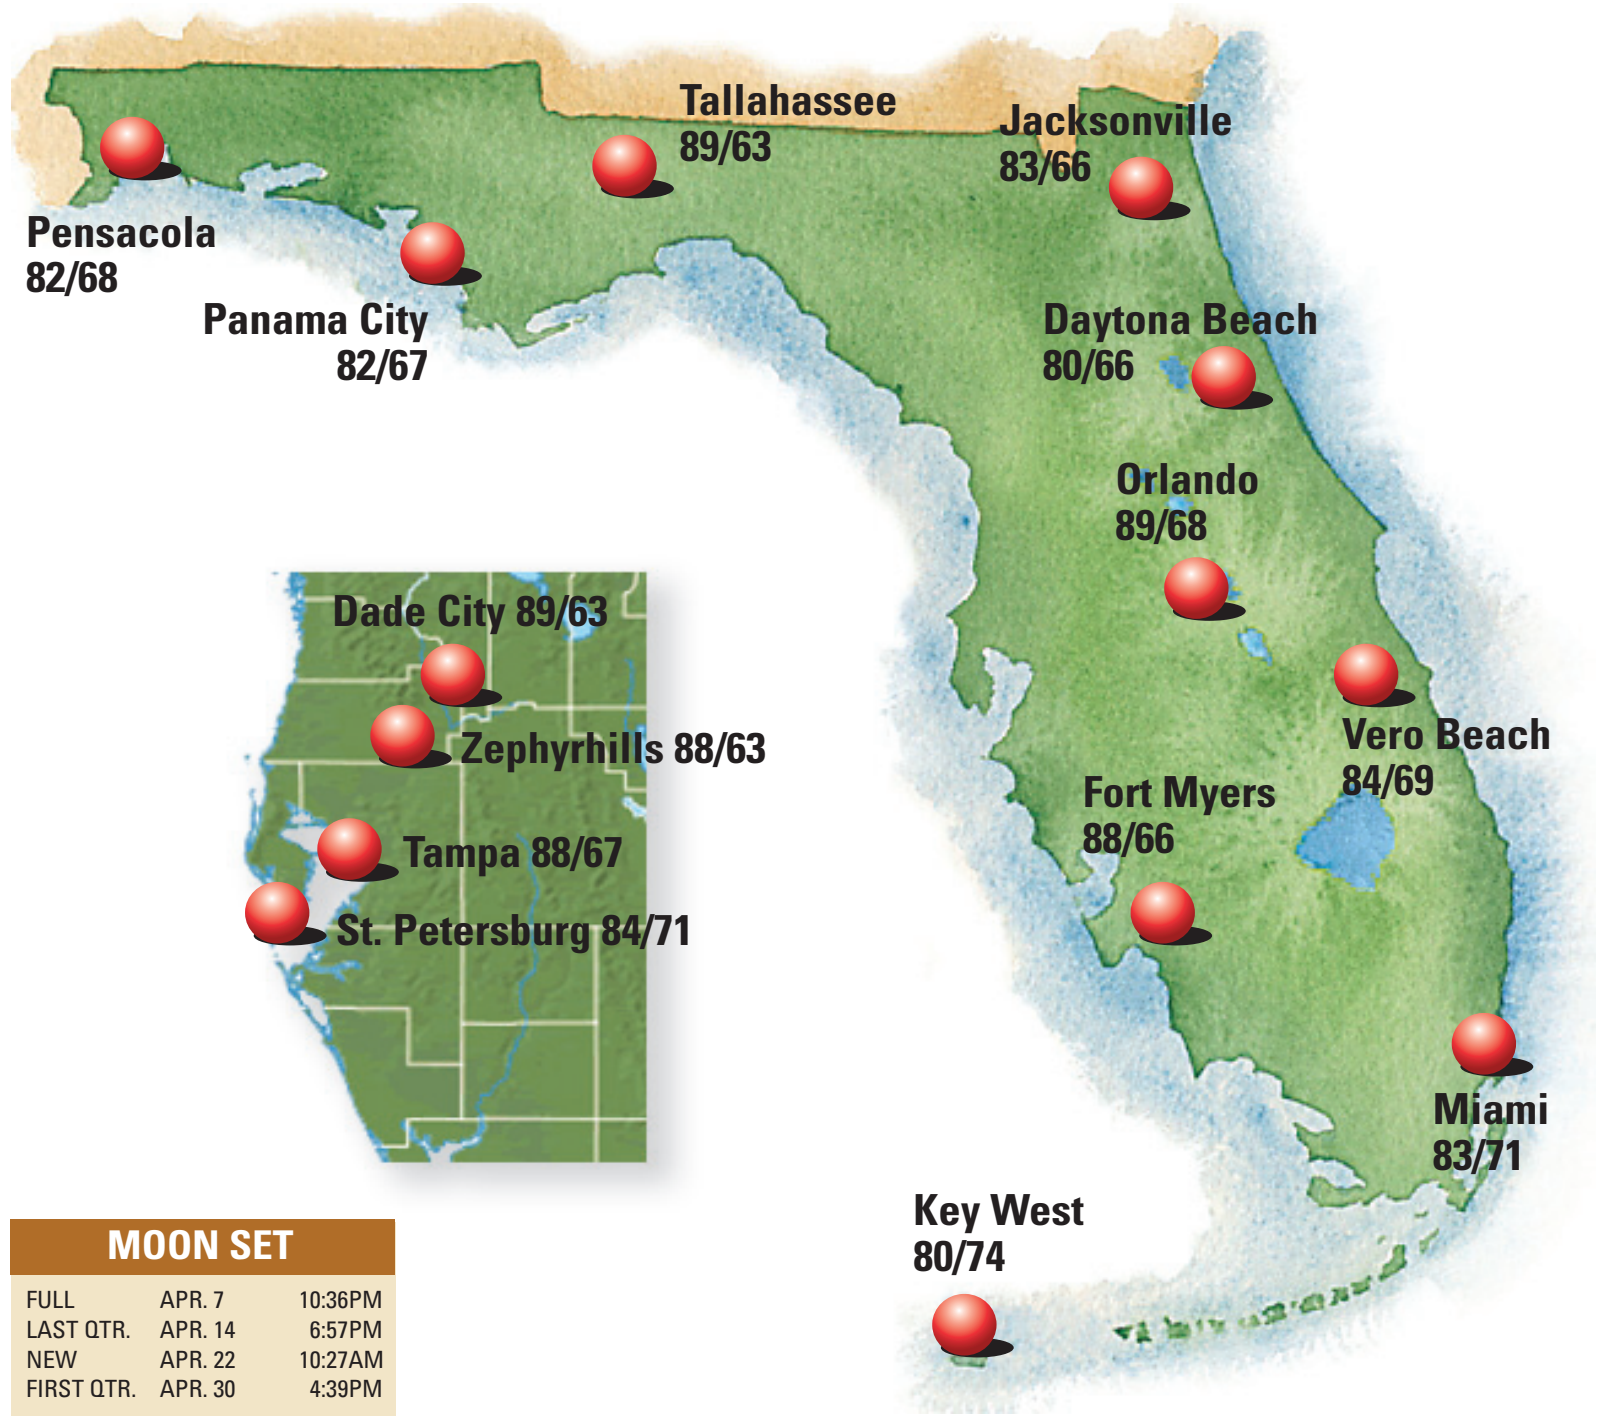 Tallahassee
89/63
Jacksonville
83/66
Pensacola
82/68
Panama City
82/67
Daytona Beach
80/66
Orlando
89/68
Dade City 89/63
Zephyrhills 88/63
Vero Beach
84/69
Fort Myers
88/66
Tampa 88/67
St. Petersburg 84/71
Miami
83/71
Key West
80/74
MOON SET
FULL APR. 7 10:36PM
LAST QTR. APR. 14 6:57PM
NEW APR. 22 10:27AM
FIRST QTR. APR. 30 4:39PM